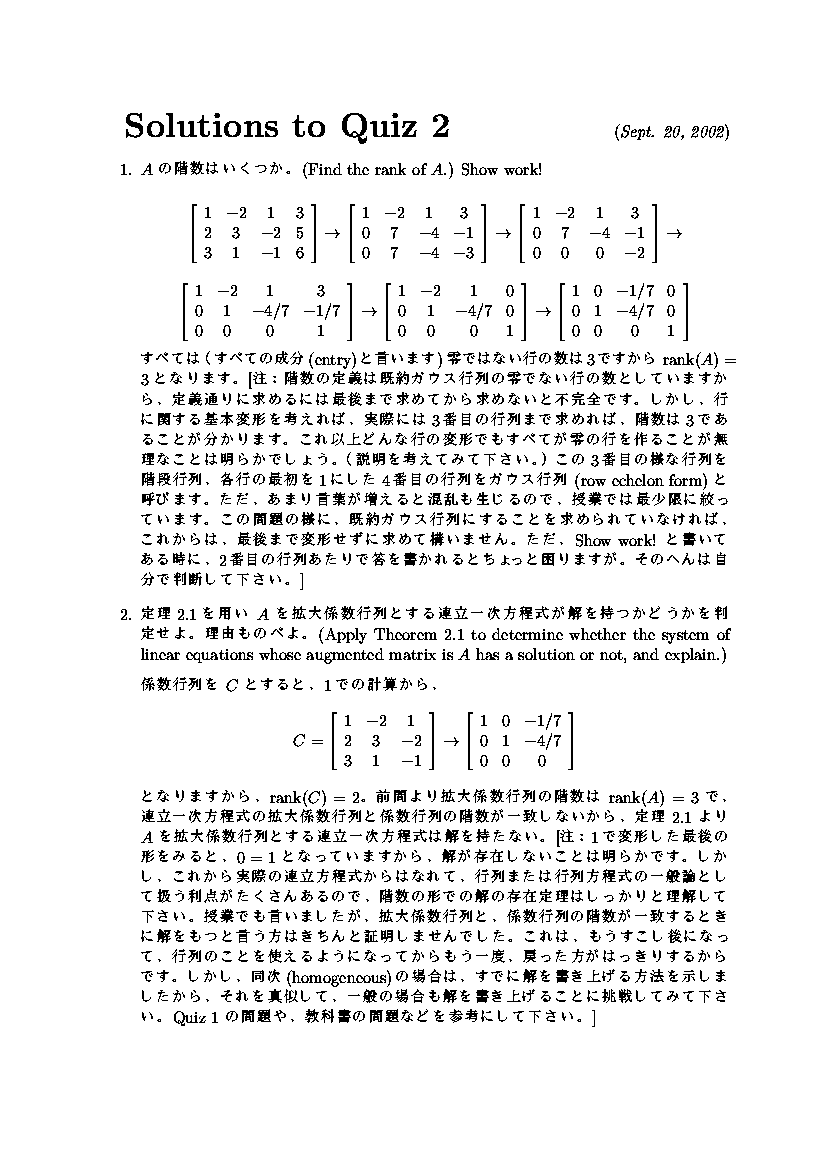 Solutions to Quiz 2 (Sept. 20, 2002)
1. A の階数はいくつか。(Find the rank of A.) Show work!
[ 1 −2 1 3 ] [ 1 −2 1 3 ] [ 1 −2 1 3 ]
[ 2 3 −2 5 ] → [ 0 7 −4 −1 ] → [ 0 7 −4 −1 ] →
[ 3 1 −1 6 ] [ 0 7 −4 −3 ] [ 0 0 0 −2 ]
[ 1 −2 1 3 ] [ 1 −2 1 0 ] [ 1 0 −1/7 0 ]
[ 0 1 −4/7 −1/7 ] → [ 0 1 −4/7 0 ] → [ 0 1 −4/7 0 ]
[ 0 0 0 1 ] [ 0 0 0 1 ] [ 0 0 0 1 ]
すべては (すべての成分 (entry) と言います) 零ではない行の数は 3 ですから rank(A) =
3 となります。[注：階数の定義は既約ガウス行列の零でない行の数としていますか
ら、定義通りに求めるには最後まで求めてから求めないと不完全です。しかし、行
に関する基本変形を考えれば、実際には 3 番目の行列まで求めれば、階数は 3 であ
ることが分かります。これ以上どんな行の変形でもすべてが零の行を作ることが無
理なことは明らかでしょう。(説明を考えてみて下さい。) この 3 番目の様な行列を
階段行列、各行の最初を 1 にした 4 番目の行列をガウス行列 (row echelon form) と
呼びます。ただ、あまり言葉が増えると混乱も生じるので、授業では最少限に絞っ
ています。この問題の様に、既約ガウス行列にすることを求められていなければ、
これからは、最後まで変形せずに求めて構いません。ただ、Show work! と書いて
ある時に、2 番目の行列あたりで答を書かれるとちょっと困りますが。そのへんは自
分で判断して下さい。]
2. 定理 2.1 を用い A を拡大係数行列とする連立一次方程式が解を持つかどうかを判
定せよ。理由ものべよ。(Apply Theorem 2.1 to determine whether the system of
linear equations whose augmented matrix is A has a solution or not, and explain.)
係数行列を C とすると、1 での計算から、
[ 1 −2 1 ] [ 1 0 −1/7 ]
C = [ 2 3 −2 ] → [ 0 1 −4/7 ]
[ 3 1 −1 ] [ 0 0 0 ]
となりますから、rank(C) = 2。前問より拡大係数行列の階数は rank(A) = 3 で、
連立一次方程式の拡大係数行列と係数行列の階数が一致しないから、定理 2.1 より
A を拡大係数行列とする連立一次方程式は解を持たない。[注：1 で変形した最後の
形をみると、0 = 1 となっていますから、解が存在しないことは明らかです。しか
し、これから実際の連立方程式からはなれて、行列または行列方程式の一般論とし
て扱う利点がたくさんあるので、階数の形での解の存在定理はしっかりと理解して
下さい。授業でも言いましたが、拡大係数行列と、係数行列の階数が一致するとき
に解をもつと言う方はきちんと証明しませんでした。これは、もうすこし後になっ
て、行列のことを使えるようになってからもう一度、戻った方がはっきりするから
です。しかし、同次 (homogeneous) の場合は、すでに解を書き上げる方法を示しま
したから、それを真似して、一般の場合も解を書き上げることに挑戦してみて下さ
い。Quiz 1 の問題や、教科書の問題などを参考にして下さい。]